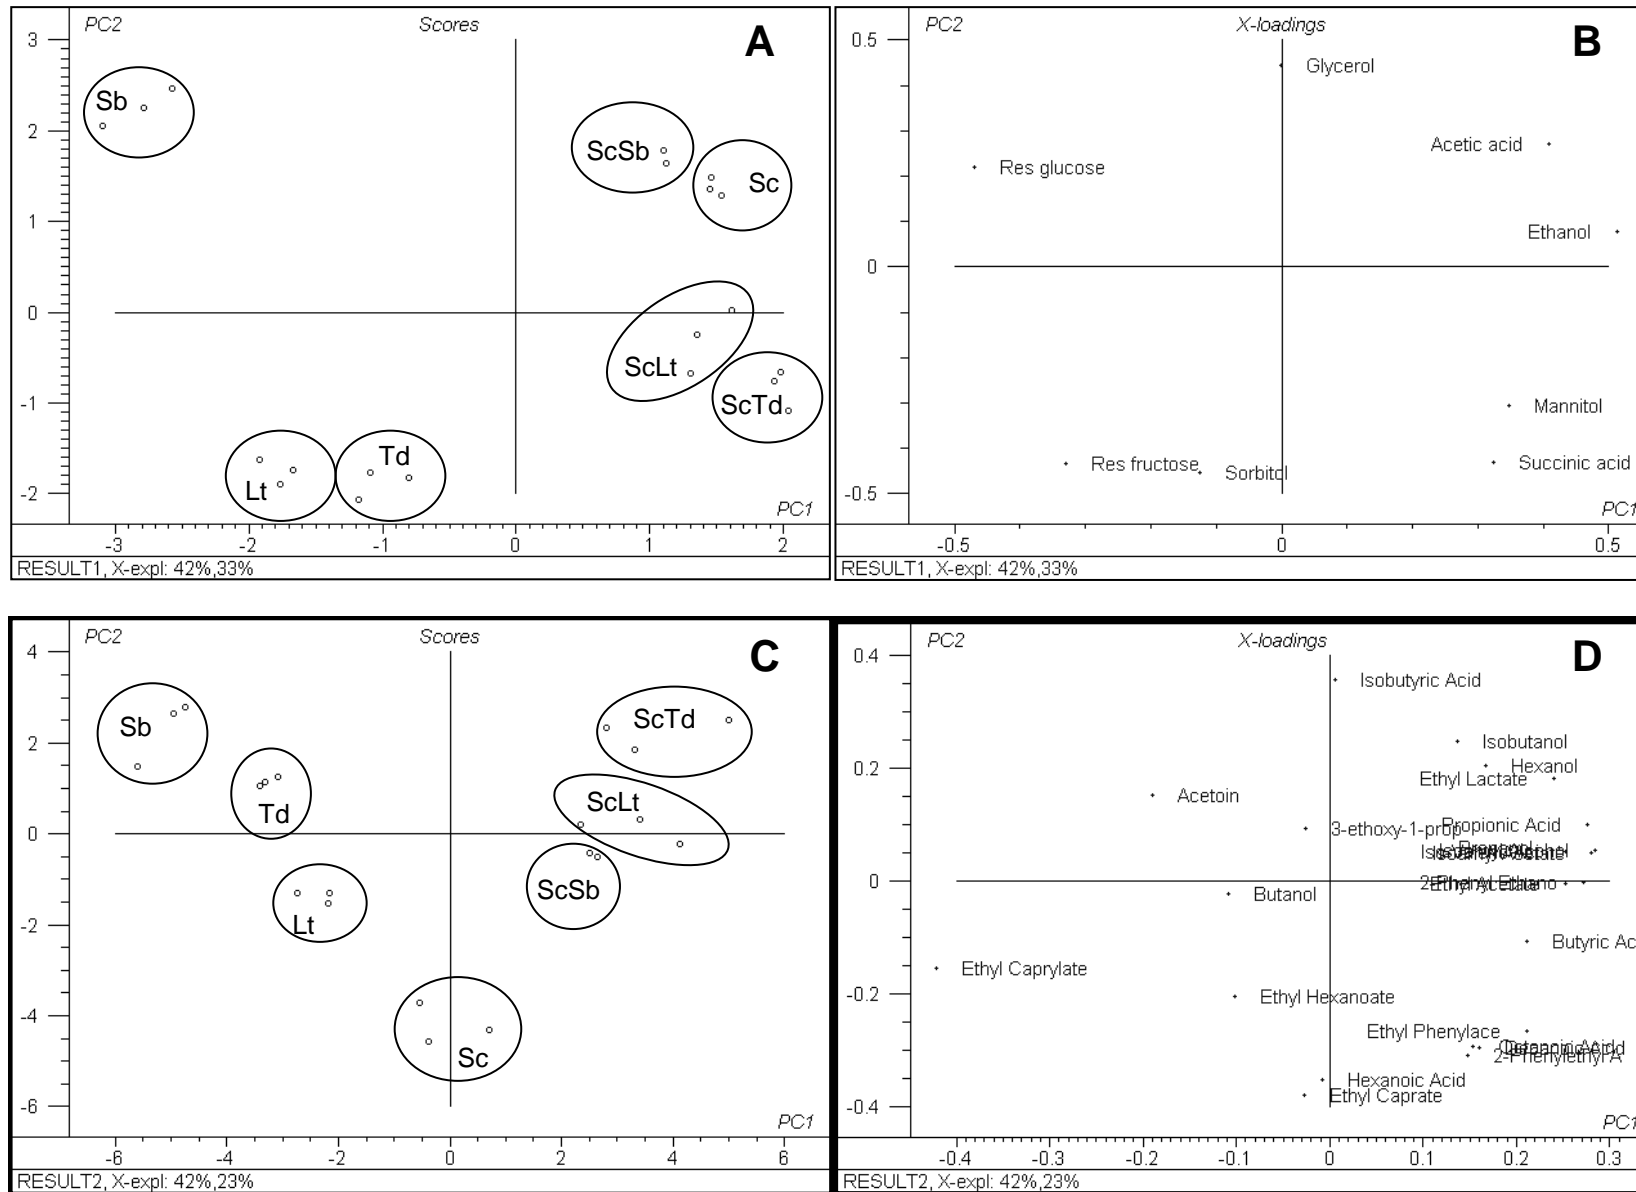 PC2 Scores A
3
2
1
0
-1
-2
Sb
ScSb
Sc
ScLt
ScTd
Td
Lt
PC1
-3 -2 -1 0 1 2
RESULT1, X-expl: 42%,33%
PC2 X-loadings B
0.5
0
-0.5
Glycerol
Acetic acid
Res glucose
Ethanol
Mannitol
Res fructose
Sorbitol
Succinic acid
PC1
-0.5 0 0.5
RESULT1, X-expl: 42%,33%
PC2 Scores C
4
2
0
-2
-4
-6
ScTd
Sb
ScLt
Td
ScSb
Lt
Sc
PC1
-6 -4 -2 0 2 4 6
RESULT2, X-expl: 42%,23%
PC2 X-loadings D
0.4
0.2
0
-0.2
-0.4
Isobutyric Acid
Isobutanol
Hexanol
Ethyl Lactate
Acetoin
3-ethoxy-1-prop
Propionic Acid
Butanol
Butyric Ac
Ethyl Caprylate
Ethyl Hexanoate
Ethyl Phenylace
2-Phenylethyl A
Hexanoic Acid
Ethyl Caprate
PC1
-0.4 -0.3 -0.2 -0.1 0 0.1 0.2 0.3
RESULT2, X-expl: 42%,23%